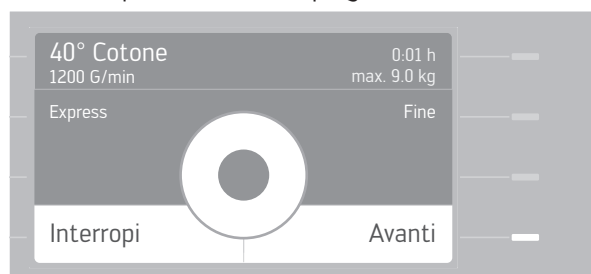 40° Cotone
0:01 h
1200 G/min
max. 9.0 kg
Express
Fine
Interropi
Avanti